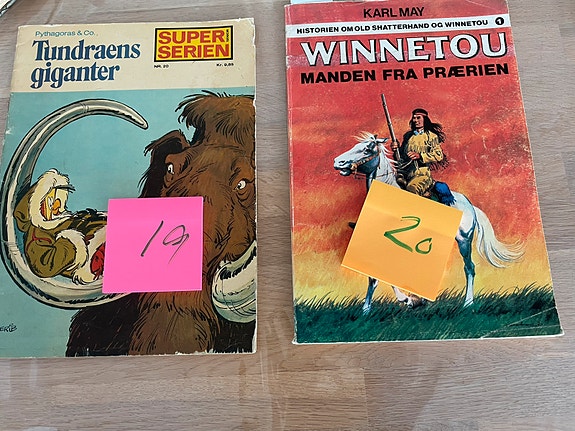 Pythagoras & Co.,
Tundraens
giganter
SUPER
SERIEN
NR. 20 Kr. 9,85
19
KARL MAY
HISTORIEN OM OLD SHATTERHAND OG WINNETOU 1
WINNETOU
MANDEN FRA PRÆRIEN
20